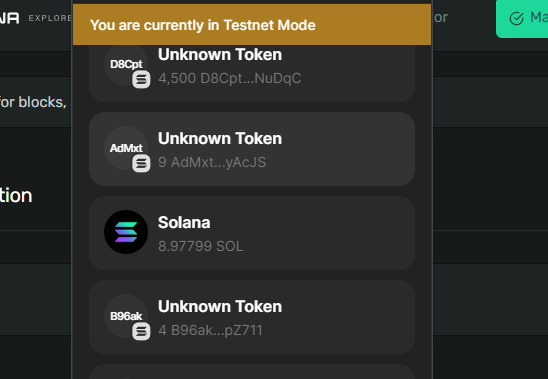 NA EXPLORE
You are currently in Testnet Mode
or
Ma
D8Cpt
Unknown Token
4,500 D8Cpt...NuDqC
for blocks,
AdMxt
Unknown Token
9 AdMxt...yAcJS
tion
Solana
8.97799 SOL
B96ak
Unknown Token
4 B96ak...pZ711